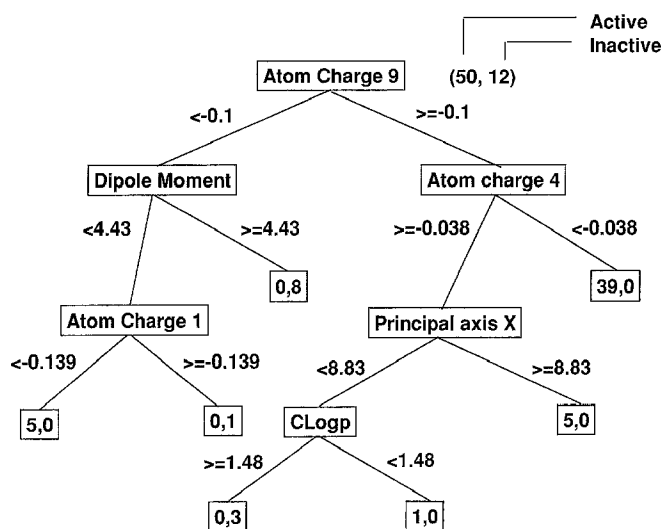 Active
Inactive
Atom Charge 9
(50, 12)
<-0.1
>=-0.1
Dipole Moment
Atom charge 4
<4.43
>=4.43
>=-0.038
<-0.038
0,8
39,0
Atom Charge 1
Principal axis X
<-0.139
>=-0.139
<8.83
>=8.83
5,0
0,1
CLogp
5,0
>=1.48
<1.48
0,3
1,0